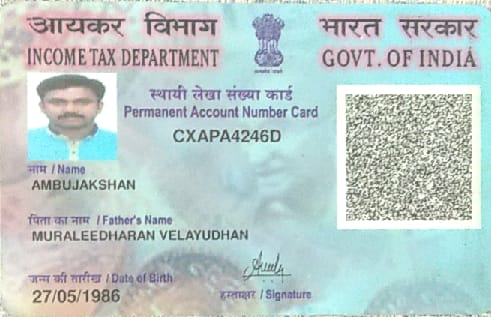 आयकर विभाग
INCOME TAX DEPARTMENT
भारत सरकार
GOVT. OF INDIA
स्थायी लेखा संख्या कार्ड
Permanent Account Number Card
CXAPA4246D
नाम / Name
AMBUJAKSHAN
पिता का नाम / Father's Name
MURALEEDHARAN VELAYUDHAN
जन्म की तारीख / Date of Birth
27/05/1986
हस्ताक्षर / Signature